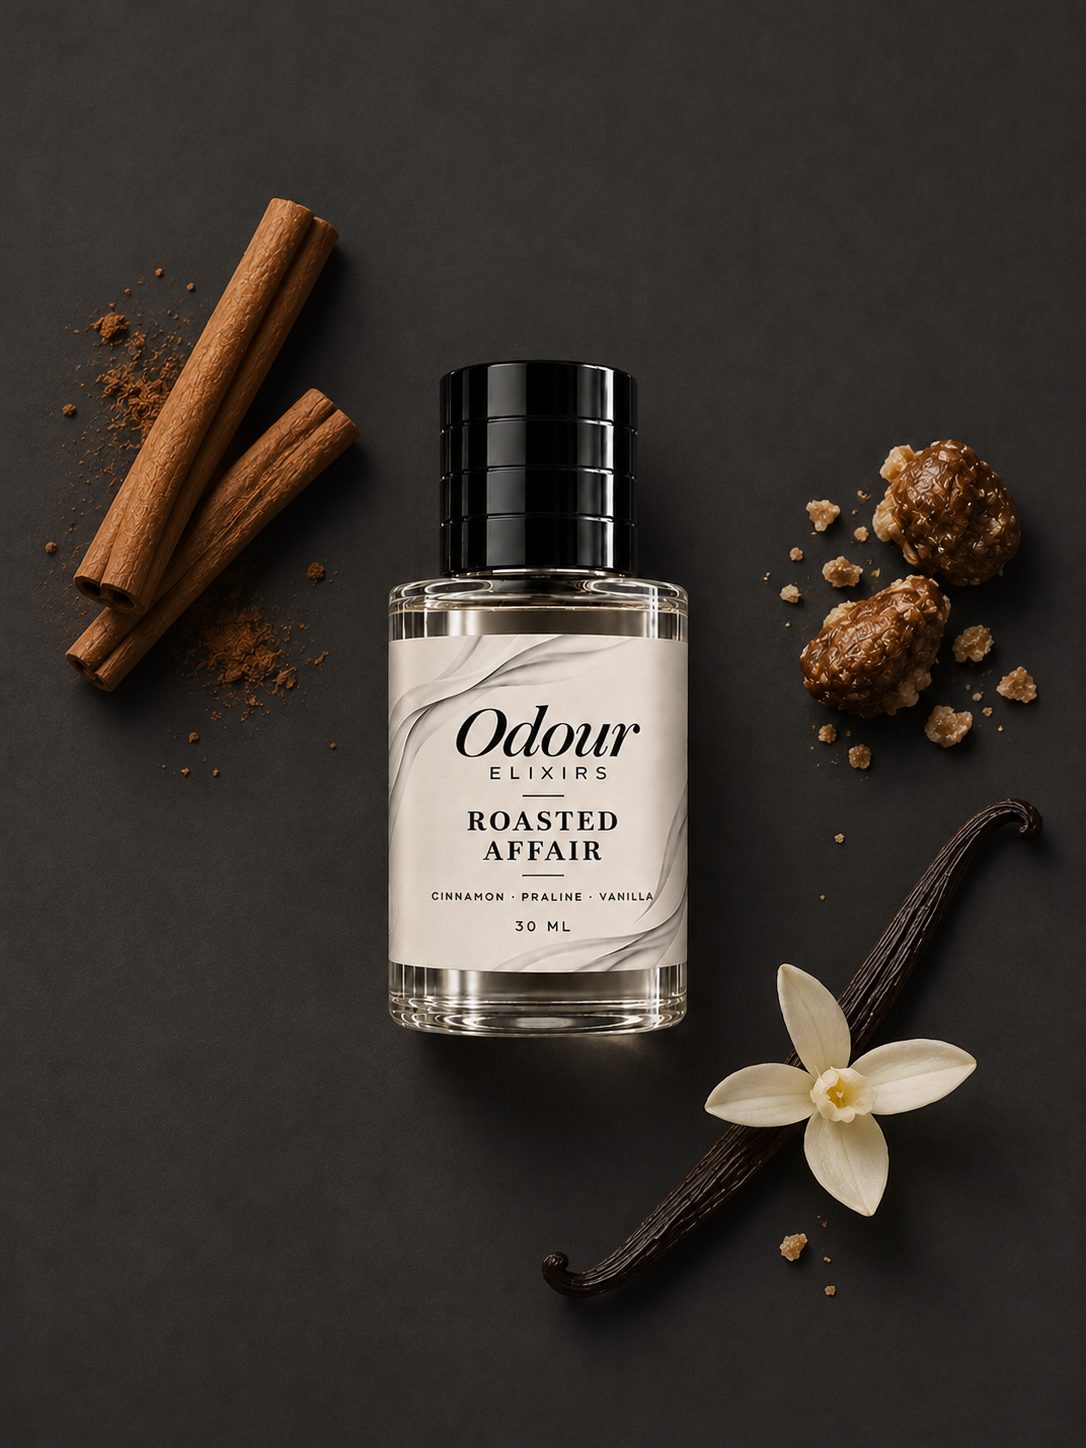 Odour
ELIXIRS
ROASTED
AFFAIR
CINNAMON · PRALINE · VANILLA
30 ML